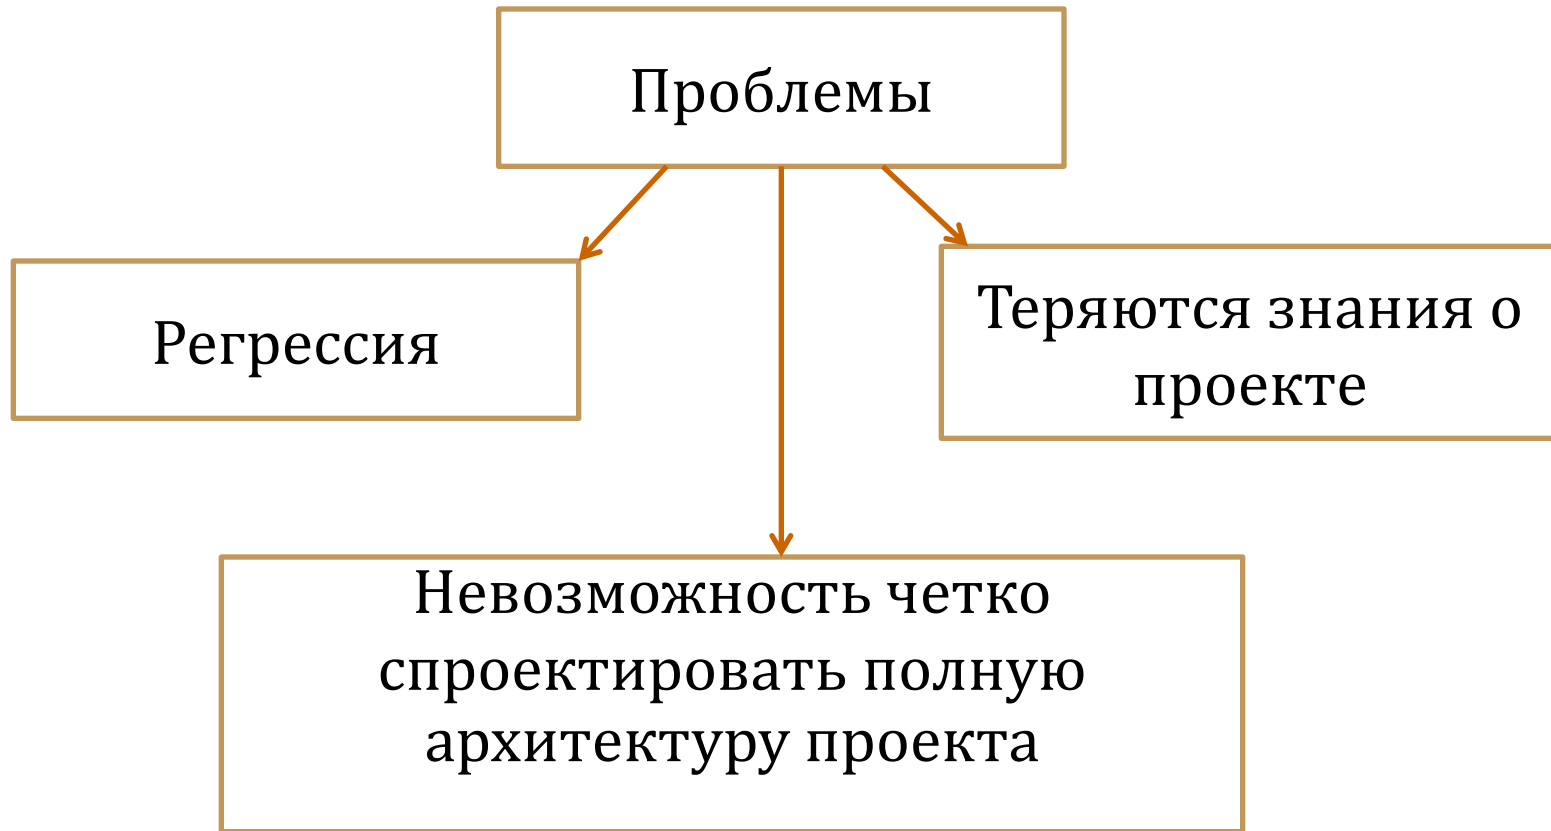 Проблемы
Регрессия
Теряются знания о
проекте
Невозможность четко
спроектировать полную
архитектуру проекта